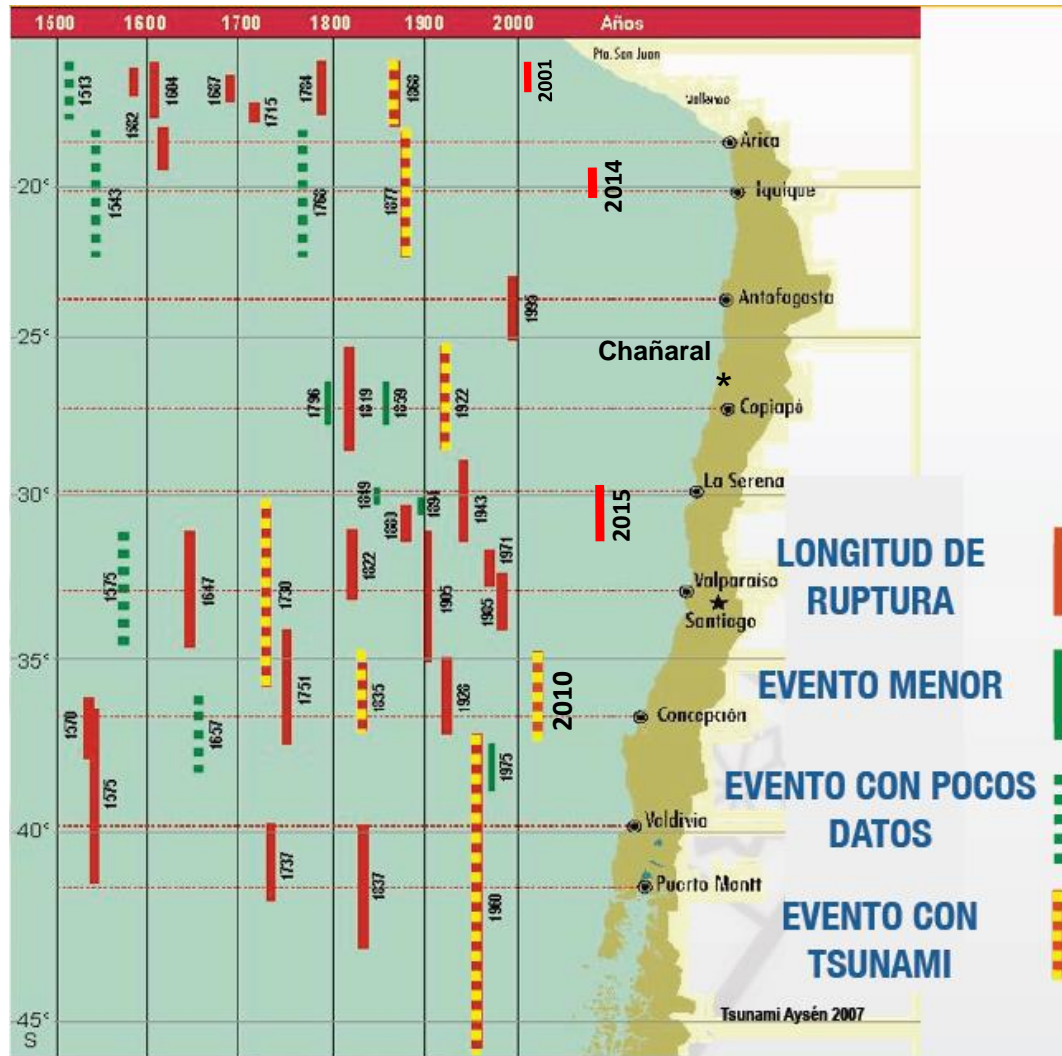 1500 1600 1700 1800 1900 2000 Años
Pta. San Juan
1513
1582
1604
1687
1715
1784
1868
2001
Arica
-20°
1543
1768
1877
2014
Iquique
Antofagasta
1995
-25°
Chañaral
*
1796
1819
1859
1922
Copiapó
-30°
La Serena
1849
1880
1894
1943
2015
1575
1647
1730
1822
1905
1971
1985
Valparaíso
Santiago
-35°
1751
1835
1928
2010
Concepción
1570
1575
1657
1975
-40°
Valdivia
1737
1837
1960
Puerto Montt
-45°
S
LONGITUD DE
RUPTURA
EVENTO MENOR
EVENTO CON POCOS
DATOS
EVENTO CON
TSUNAMI
Tsunami Aysén 2007